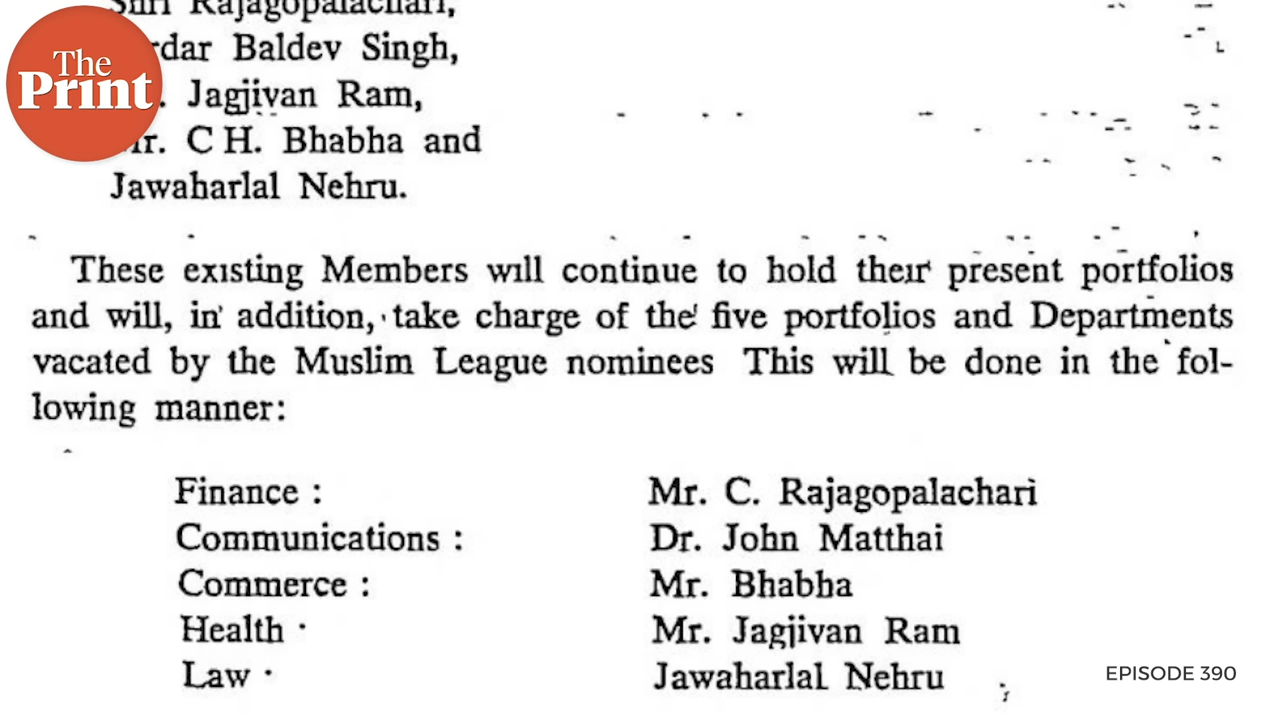 Shri Rajagopalachari,
The
Print
Baldev Singh,
Jagjivan Ram,
Mr. C H. Bhabha and
Jawaharlal Nehru.
These existing Members will continue to hold their present portfolios
and will, in addition, take charge of the five portfolios and Departments
vacated by the Muslim League nominees This will be done in the fol-
lowing manner:
Finance : Mr. C. Rajagopalachari
Communications : Dr. John Matthai
Commerce : Mr. Bhabha
Health · Mr. Jagjivan Ram
Law · Jawaharlal Nehru
EPISODE 390